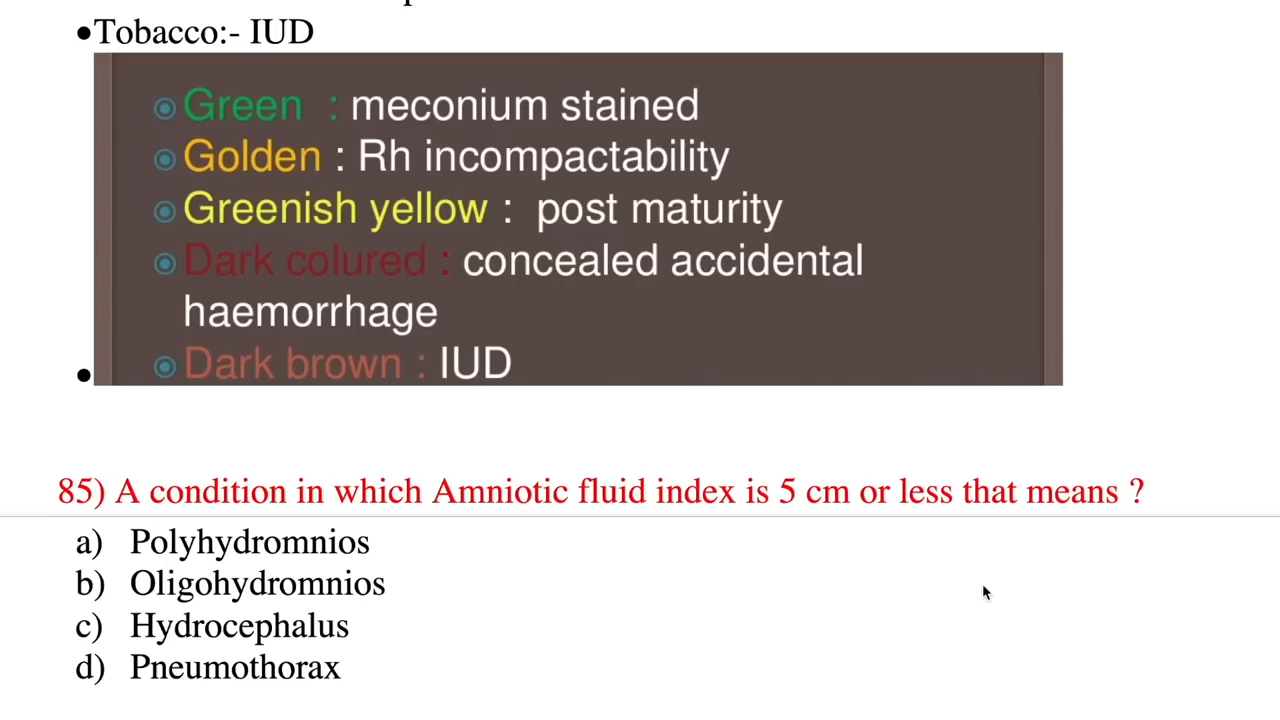 •Tobacco:- IUD
Green : meconium stained
Golden : Rh incompactability
Greenish yellow : post maturity
Dark colured : concealed accidental
haemorrhage
Dark brown : IUD
•
85) A condition in which Amniotic fluid index is 5 cm or less that means ?
a) Polyhydromnios
b) Oligohydromnios
c) Hydrocephalus
d) Pneumothorax